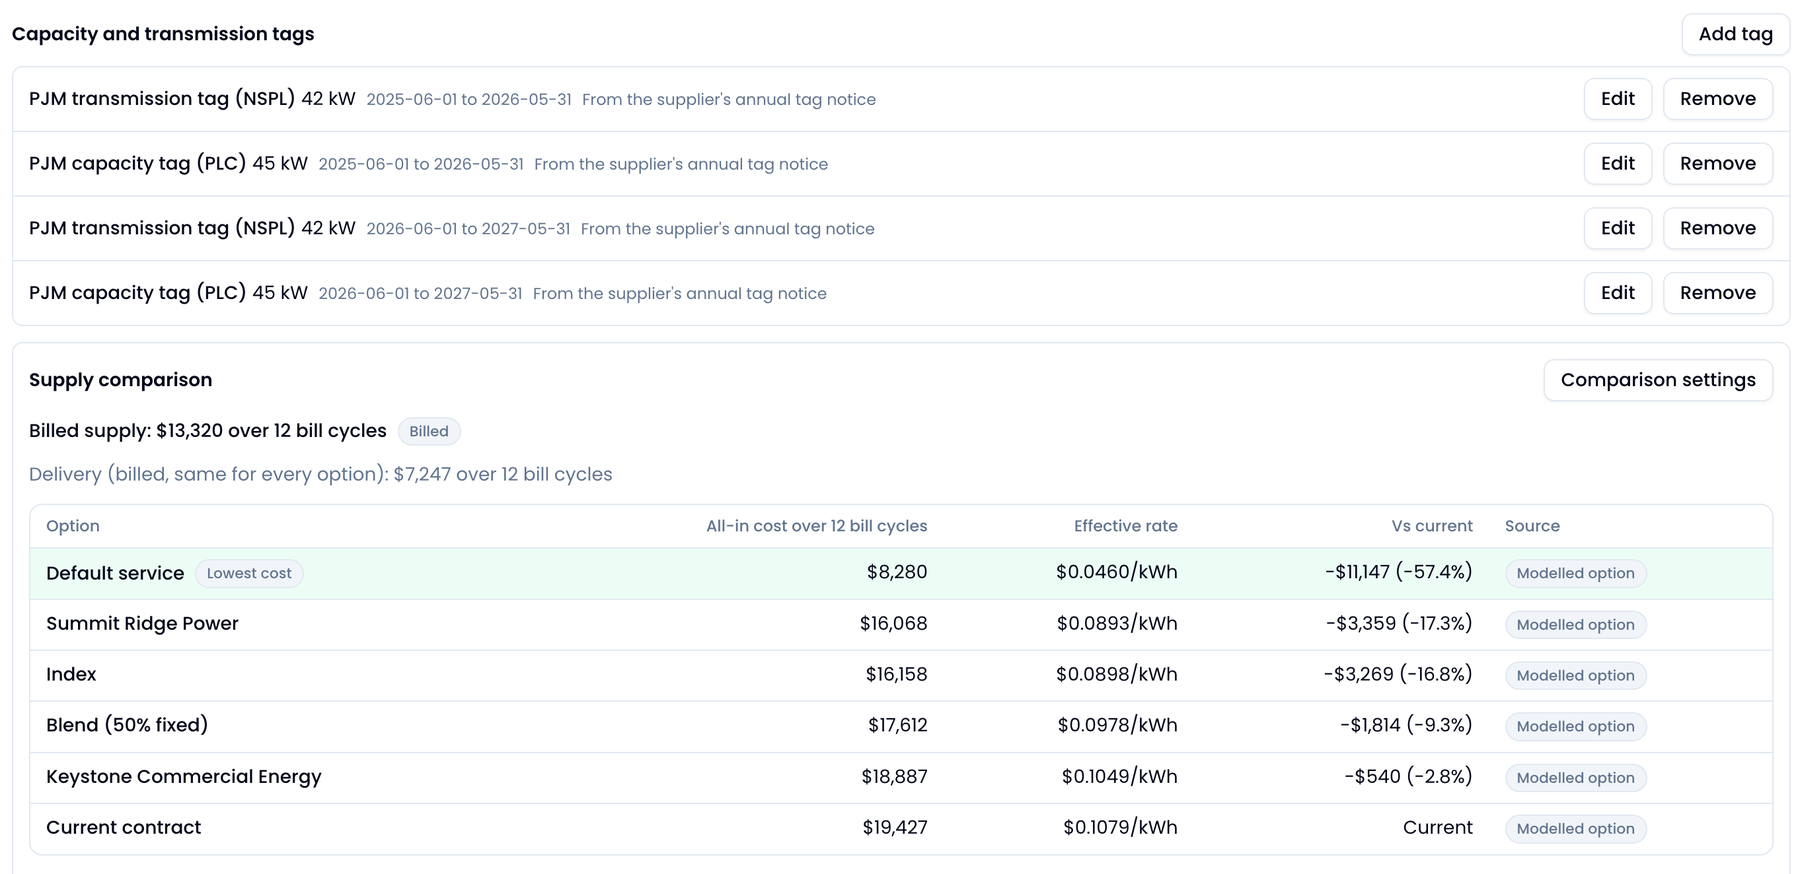 Capacity and transmission tags
Add tag
PJM transmission tag (NSPL) 42 kW 2025-06-01 to 2026-05-31 From the supplier's annual tag notice Edit Remove
PJM capacity tag (PLC) 45 kW 2025-06-01 to 2026-05-31 From the supplier's annual tag notice Edit Remove
PJM transmission tag (NSPL) 42 kW 2026-06-01 to 2027-05-31 From the supplier's annual tag notice Edit Remove
PJM capacity tag (PLC) 45 kW 2026-06-01 to 2027-05-31 From the supplier's annual tag notice Edit Remove
Supply comparison
Comparison settings
Billed supply: $13,320 over 12 bill cycles Billed
Delivery (billed, same for every option): $7,247 over 12 bill cycles
Option All-in cost over 12 bill cycles Effective rate Vs current Source
Default service Lowest cost $8,280 $0.0460/kWh -$11,147 (-57.4%) Modelled option
Summit Ridge Power $16,068 $0.0893/kWh -$3,359 (-17.3%) Modelled option
Index $16,158 $0.0898/kWh -$3,269 (-16.8%) Modelled option
Blend (50% fixed) $17,612 $0.0978/kWh -$1,814 (-9.3%) Modelled option
Keystone Commercial Energy $18,887 $0.1049/kWh -$540 (-2.8%) Modelled option
Current contract $19,427 $0.1079/kWh Current Modelled option